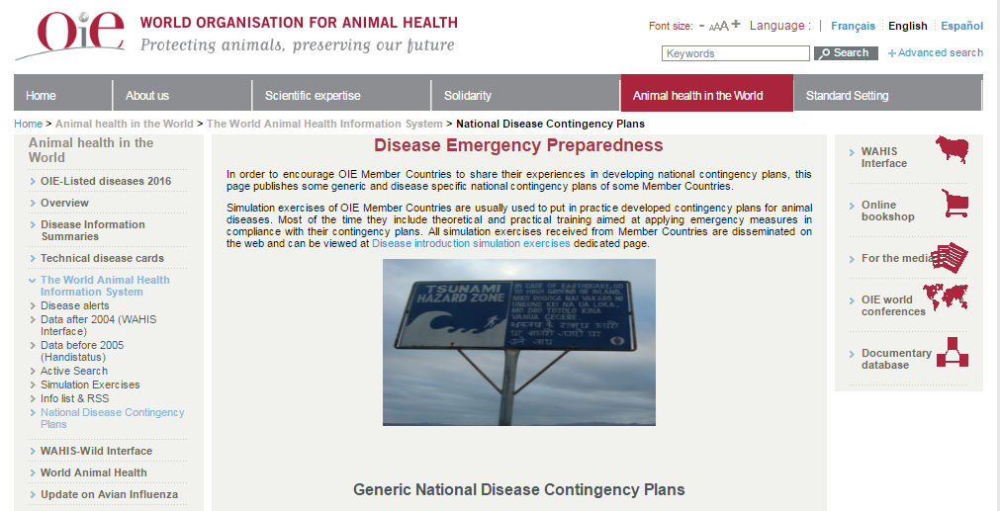 Oie
WORLD ORGANISATION FOR ANIMAL HEALTH
Protecting animals, preserving our future
Font size: - AAA +
Language : | Français English Español
Keywords Search + Advanced search
Home About us Scientific expertise Solidarity Animal health in the World Standard Setting
Home > Animal health in the World > The World Animal Health Information System > National Disease Contingency Plans
Animal health in the
World
OIE-Listed diseases 2016
Overview
Disease Information
Summaries
Technical disease cards
The World Animal Health
Information System
Disease alerts
Data after 2004 (WAHIS
Interface)
Data before 2005
(Handistatus)
Active Search
Simulation Exercises
Info list & RSS
National Disease Contingency
Plans
WAHIS-Wild Interface
World Animal Health
Update on Avian Influenza
Disease Emergency Preparedness
In order to encourage OIE Member Countries to share their experiences in developing national contingency plans, this
page publishes some generic and disease specific national contingency plans of some Member Countries.
Simulation exercises of OIE Member Countries are usually used to put in practice developed contingency plans for animal
diseases. Most of the time they include theoretical and practical training aimed at applying emergency measures in
compliance with their contingency plans. All simulation exercises received from Member Countries are disseminated on
the web and can be viewed at Disease introduction simulation exercises dedicated page.
TSUNAMI
HAZARD ZONE
IN CASE OF EARTHQUAKE, GO
TO HIGH GROUND OR INLAND.
Generic National Disease Contingency Plans
WAHIS
Interface
Online
bookshop
For the media
OIE world
conferences
Documentary
database